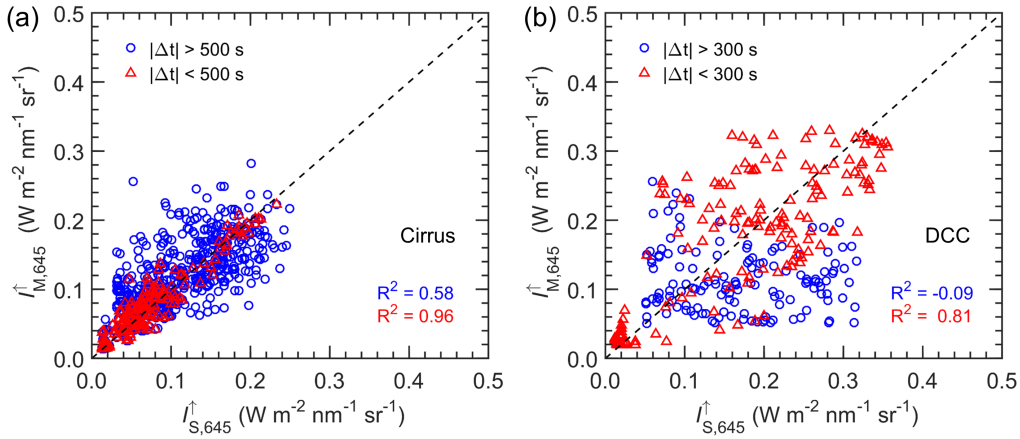 (a)
|Δt| > 500 s
|Δt| < 500 s
Cirrus
R² = 0.58
R² = 0.96
0.5
0.4
0.3
0.2
0.1
0.0
I↑M,645 (W m-2 nm-1 sr-1)
0.0 0.1 0.2 0.3 0.4 0.5
I↑S,645 (W m-2 nm-1 sr-1)
(b)
|Δt| > 300 s
|Δt| < 300 s
DCC
R² = -0.09
R² = 0.81
0.5
0.4
0.3
0.2
0.1
0.0
I↑M,645 (W m-2 nm-1 sr-1)
0.0 0.1 0.2 0.3 0.4 0.5
I↑S,645 (W m-2 nm-1 sr-1)